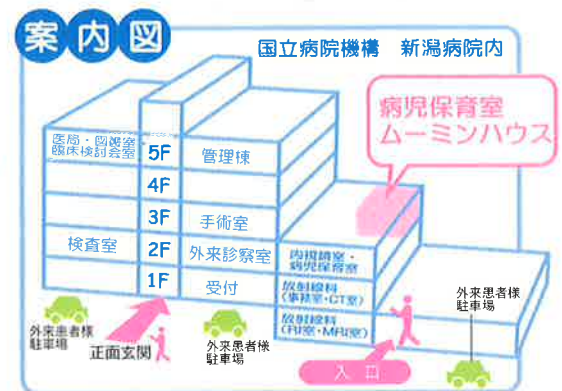 案内図
国立病院機構 新潟病院内
病児保育室
ムーミンハウス
医局・図書室・
臨床検討会室
5F
管理棟
4F
3F
手術室
検査室
2F
外来診察室
内視鏡室・
病児保育室
1F
受付
放射線科
(事務室・CT室)
放射線科
(RI室・MRI室)
外来患者様
駐車場
正面玄関
外来患者様
駐車場
入口
外来患者様
駐車場